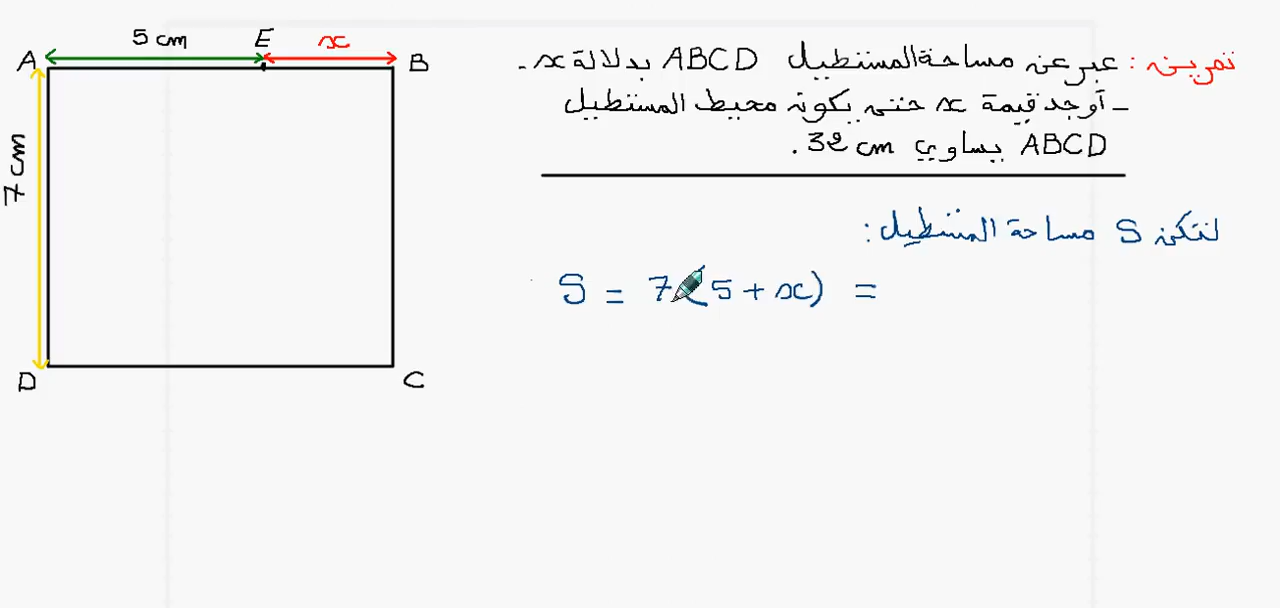 5 cm E x
A B
7 cm
D C
تمرين: عبر عن مساحة المستطيل ABCD بدلالة x.
- أوجد قيمة x حتى يكون محيط المستطيل
ABCD يساوي 32 cm.
لتكن S مساحة المستطيل:
S = 7(5 + x) =